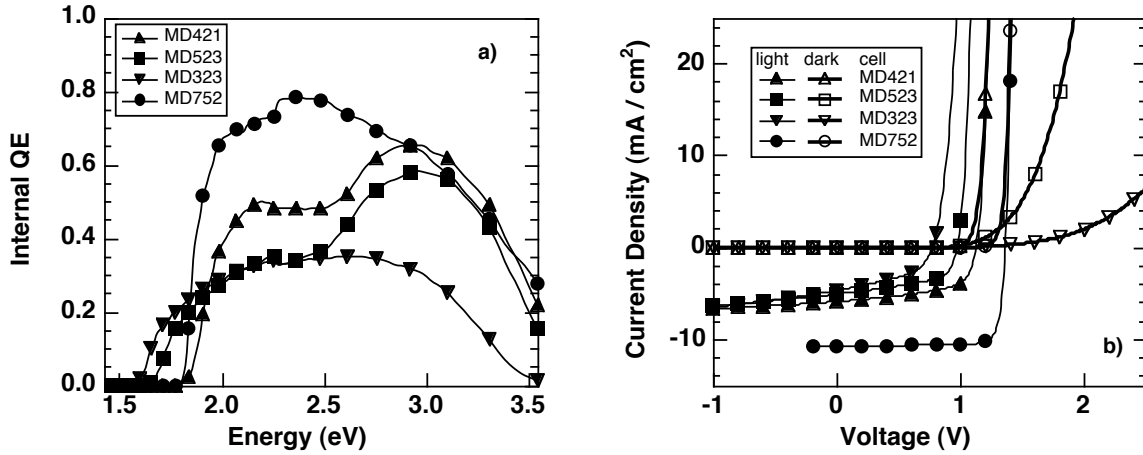 1.0
0.8
0.6
0.4
0.2
0.0
Internal QE
MD421
MD523
MD323
MD752
a)
1.5 2.0 2.5 3.0 3.5
Energy (eV)
20
10
0
-10
Current Density (mA / cm²)
light dark cell
MD421
MD523
MD323
MD752
b)
-1 0 1 2
Voltage (V)